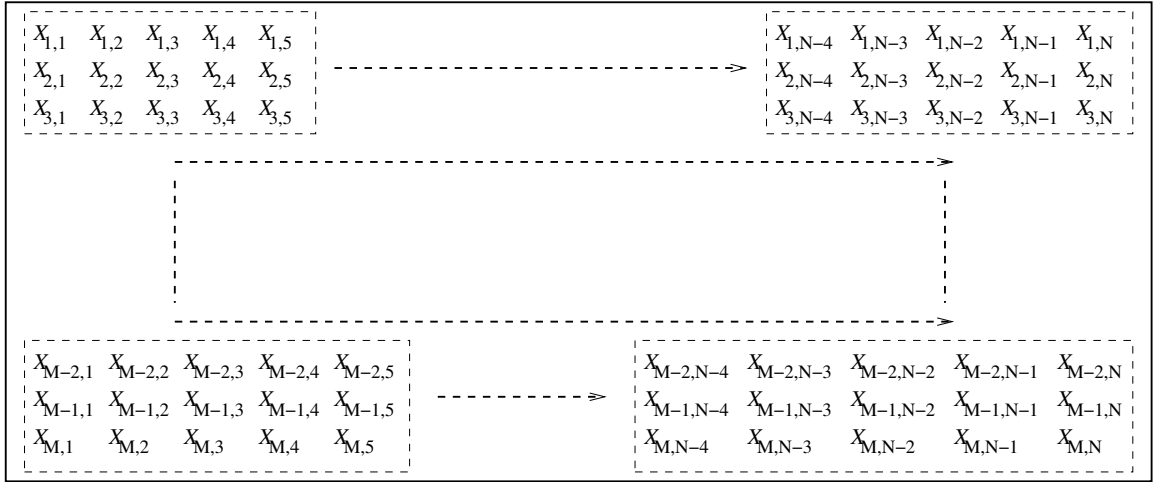 X1,1 X1,2 X1,3 X1,4 X1,5 X1,N−4 X1,N−3 X1,N−2 X1,N−1 X1,N
X2,1 X2,2 X2,3 X2,4 X2,5 X2,N−4 X2,N−3 X2,N−2 X2,N−1 X2,N
X3,1 X3,2 X3,3 X3,4 X3,5 X3,N−4 X3,N−3 X3,N−2 X3,N−1 X3,N
XM−2,1 XM−2,2 XM−2,3 XM−2,4 XM−2,5 XM−2,N−4 XM−2,N−3 XM−2,N−2 XM−2,N−1 XM−2,N
XM−1,1 XM−1,2 XM−1,3 XM−1,4 XM−1,5 XM−1,N−4 XM−1,N−3 XM−1,N−2 XM−1,N−1 XM−1,N
XM,1 XM,2 XM,3 XM,4 XM,5 XM,N−4 XM,N−3 XM,N−2 XM,N−1 XM,N